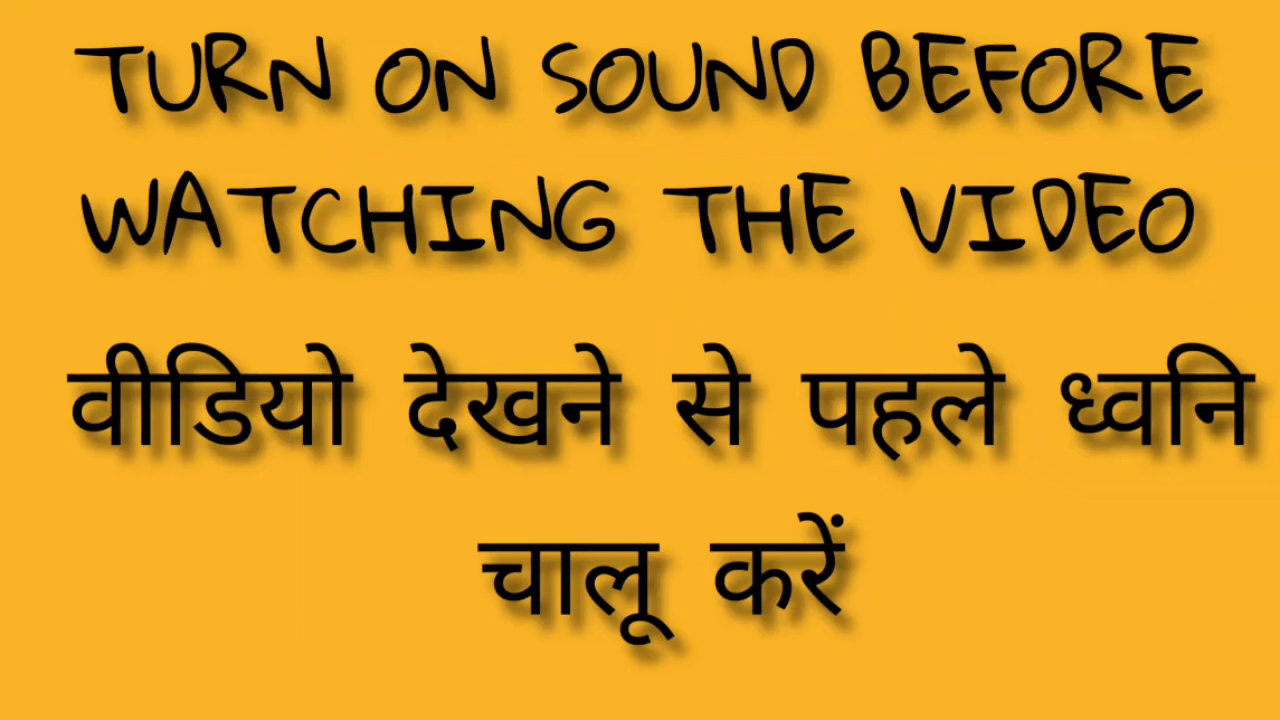 TURN ON SOUND BEFORE
WATCHING THE VIDEO
वीडियो देखने से पहले ध्वनि
चालू करें